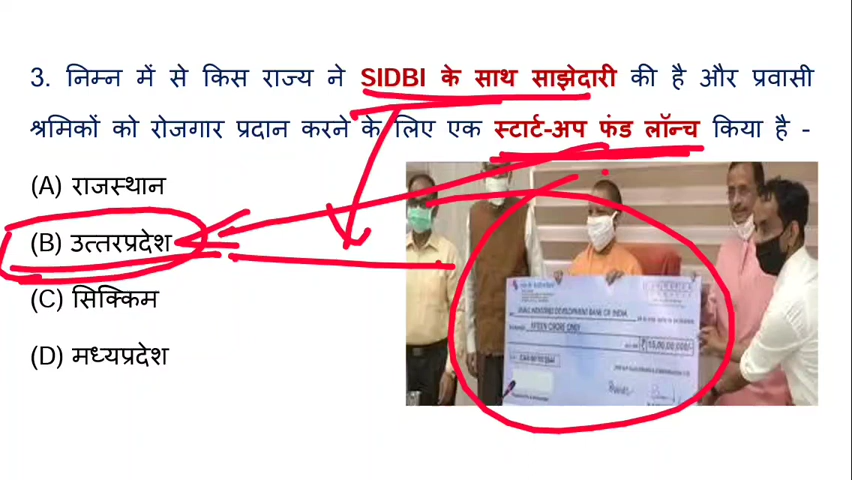 3. निम्न में से किस राज्य ने SIDBI के साथ साझेदारी की है और प्रवासी
श्रमिकों को रोजगार प्रदान करने के लिए एक स्टार्ट-अप फंड लॉन्च किया है -
(A) राजस्थान
(B) उत्तरप्रदेश
(C) सिक्किम
(D) मध्यप्रदेश
SMALL INDUSTRIES DEVELOPMENT BANK OF INDIA
FIFTEEN CRORE ONLY
₹15,00,00,000/-